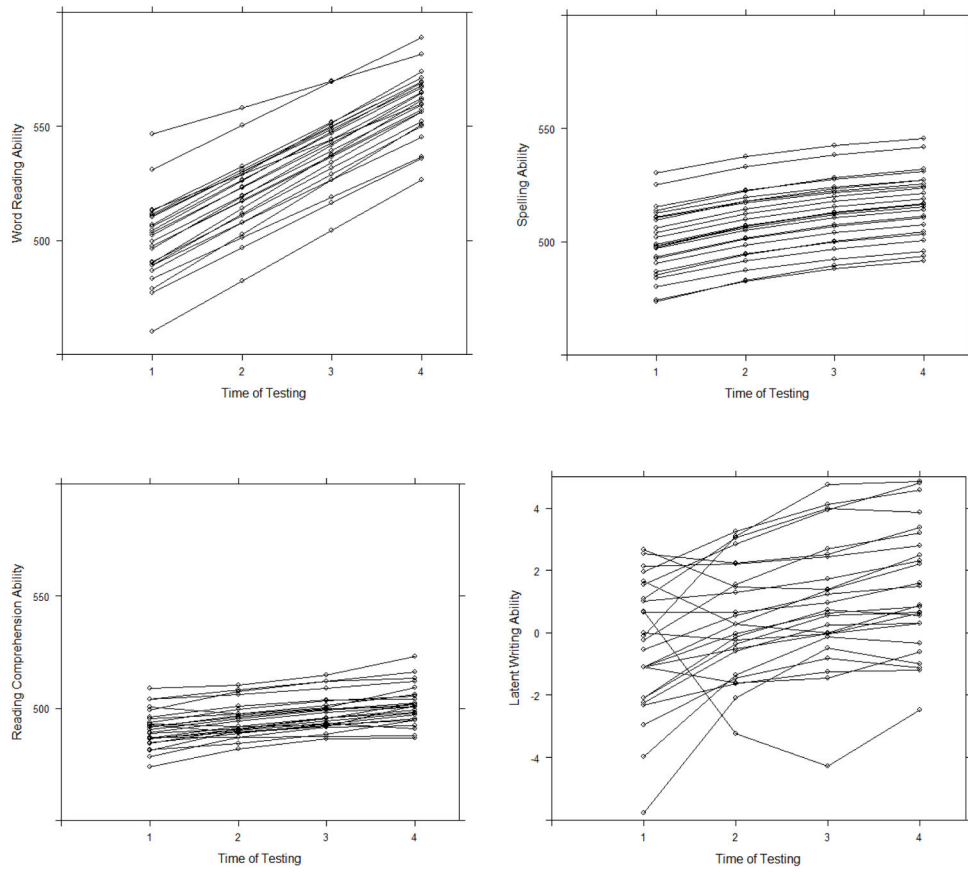 Word Reading Ability
550
500
1 2 3 4
Time of Testing
Spelling Ability
550
500
1 2 3 4
Time of Testing
Reading Comprehension Ability
550
500
1 2 3 4
Time of Testing
Latent Writing Ability
4
2
0
-2
-4
1 2 3 4
Time of Testing